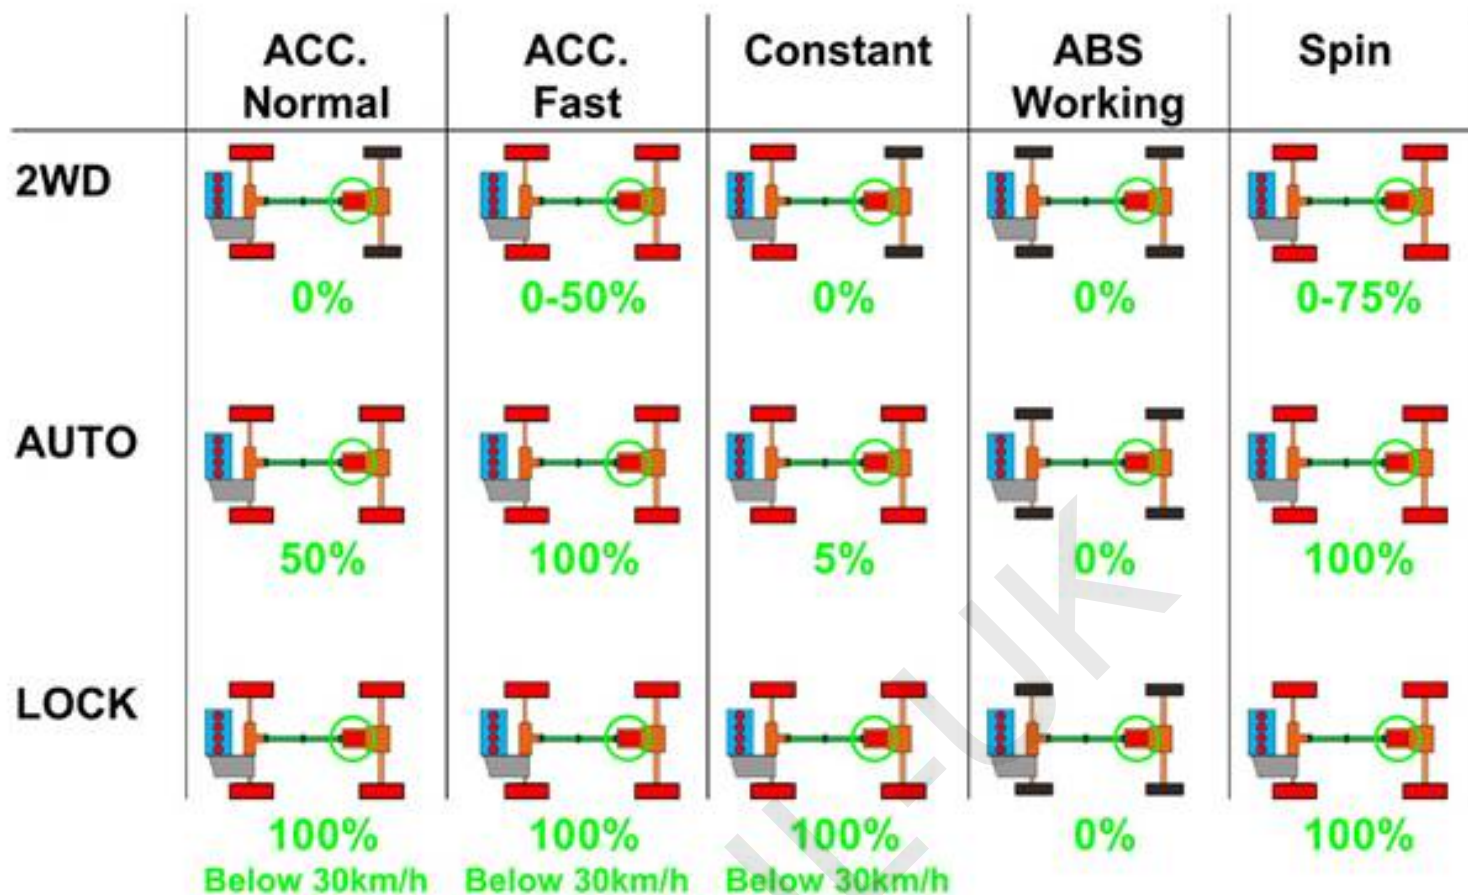 ACC. Normal ACC. Fast Constant ABS Working Spin
2WD
0% 0-50% 0% 0% 0-75%
AUTO
50% 100% 5% 0% 100%
LOCK
100% 100% 100% 0% 100%
Below 30km/h Below 30km/h Below 30km/h